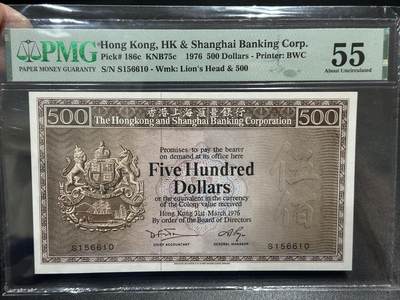 PMG
PAPER MONEY GUARANTY
Hong Kong, HK & Shanghai Banking Corp.
Pick# 186c KNB75c 1976 500 Dollars - Printer: BWC
S/N S156610 - Wmk: Lion's Head & 500
55
About Uncirculated
500
香港上海滙豐銀行
500
The Hongkong and Shanghai Banking Corporation
Promises to pay the bearer
on demand at its office here
Five Hundred
Dollars
or the equivalent in the currency
of the Colony value received
Hong Kong 31st March 1976
By order of the Board of Directors
S156610
S156610
CHIEF ACCOUNTANT
GENERAL MANAGER